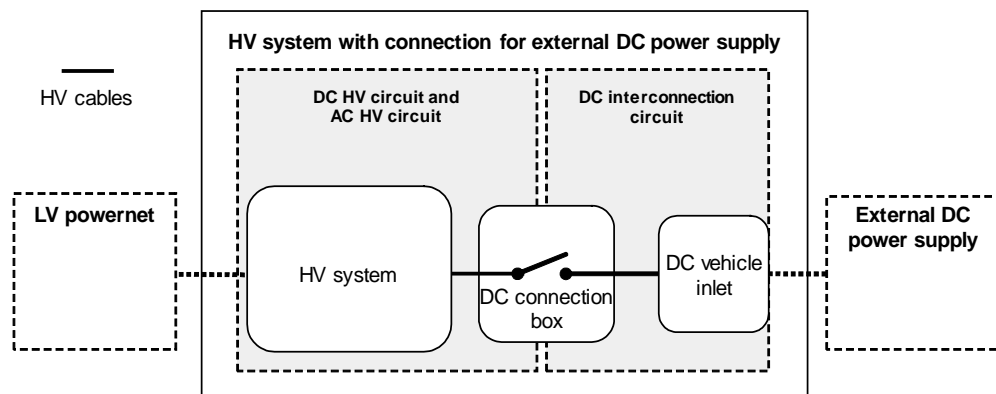 HV system with connection for external DC power supply
HV cables
DC HV circuit and
AC HV circuit
DC interconnection
circuit
LV powernet
HV system
DC connection
box
DC vehicle
inlet
External DC
power supply